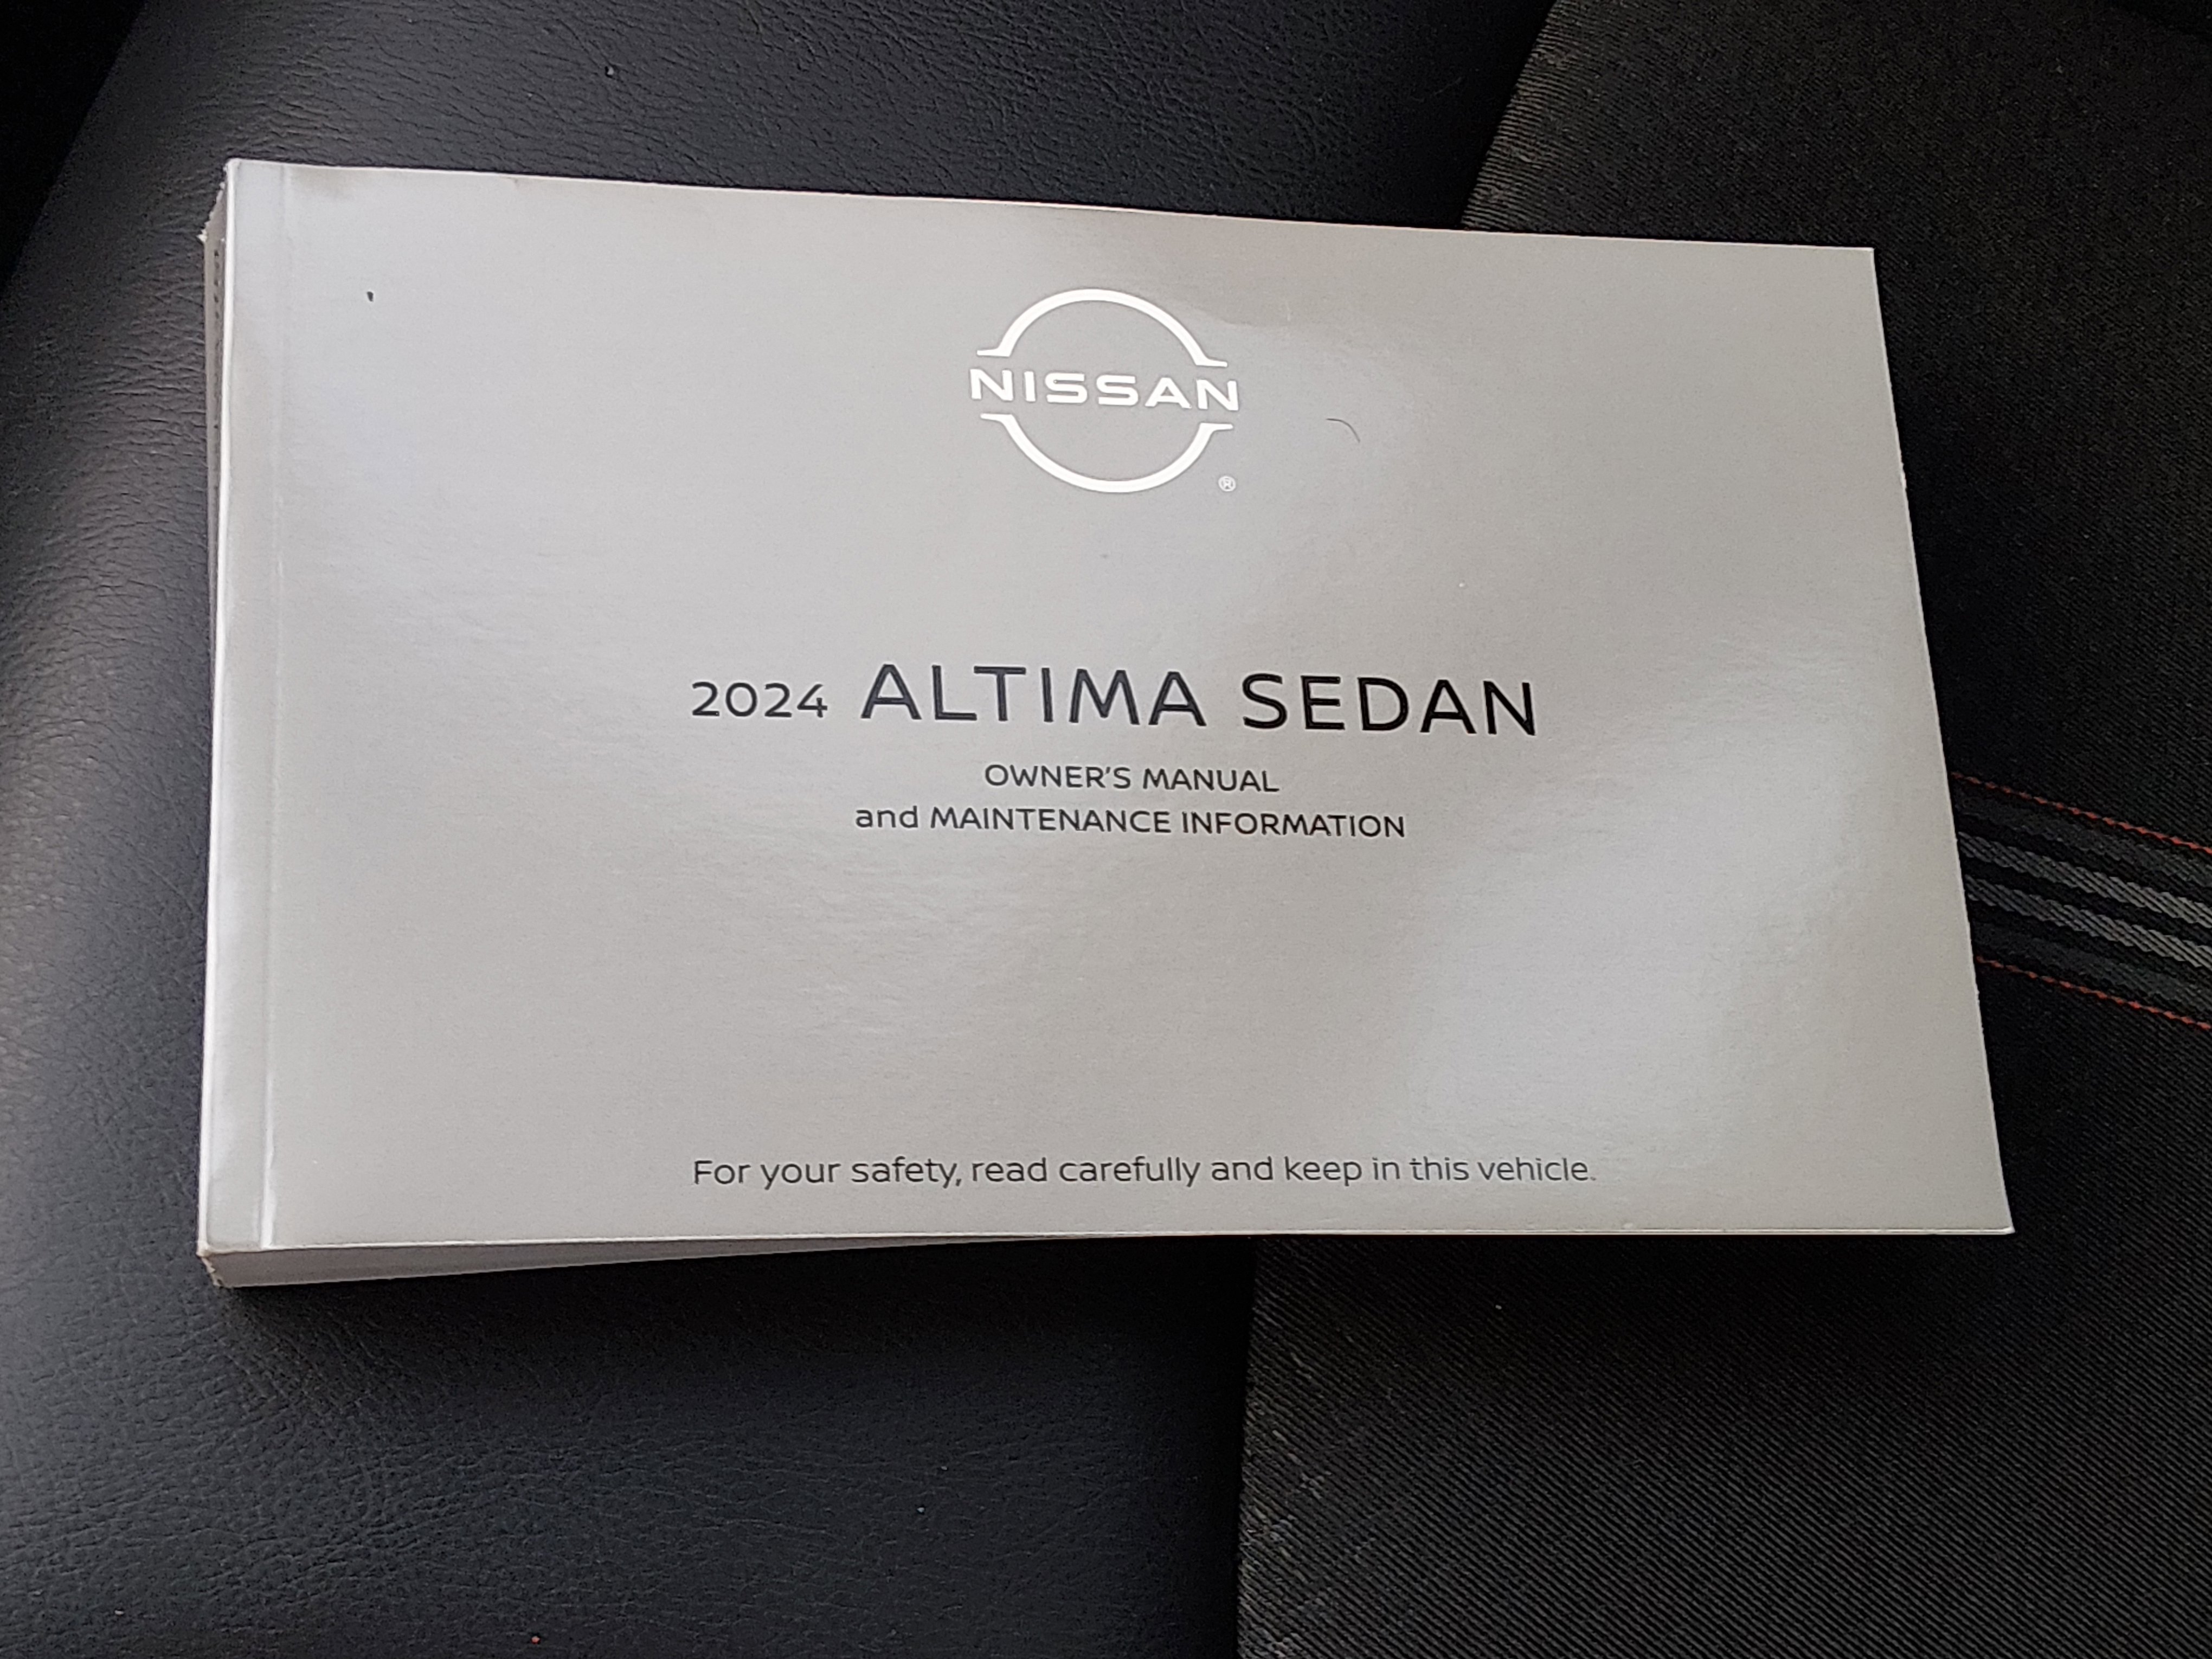 NISSAN
®
2024 ALTIMA SEDAN
OWNER'S MANUAL
and MAINTENANCE INFORMATION
For your safety, read carefully and keep in this vehicle.